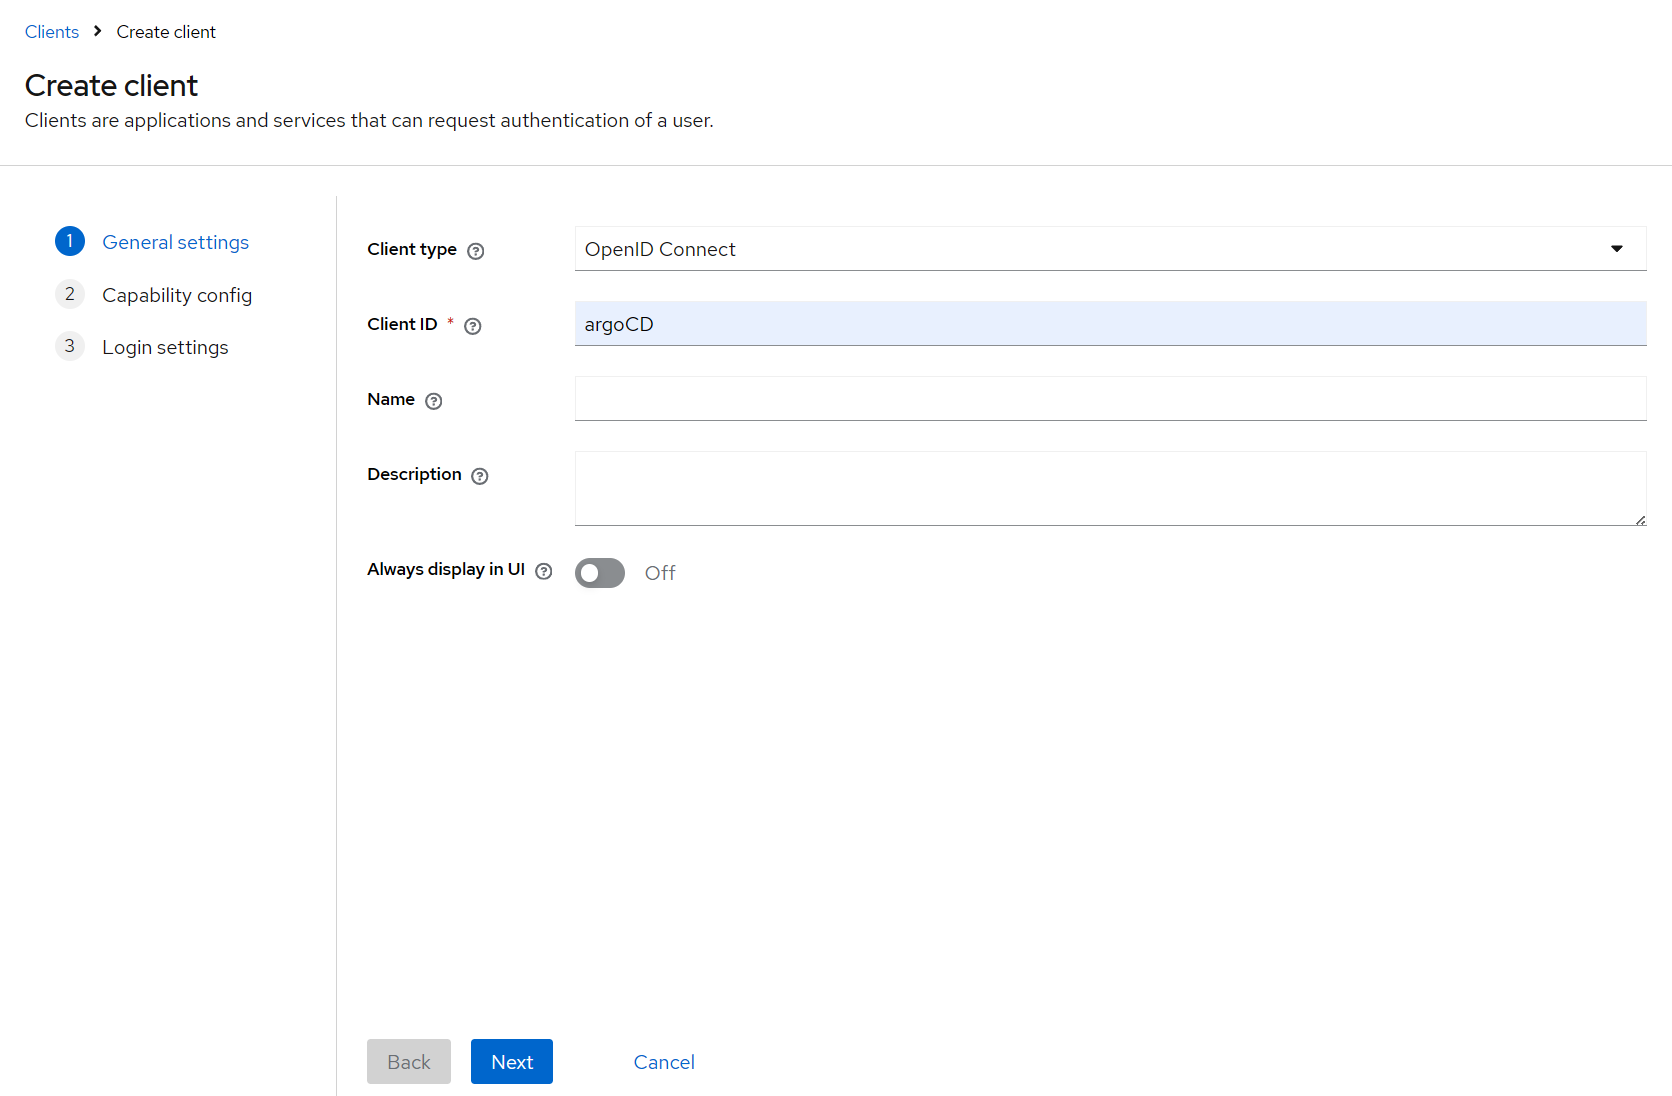 Clients > Create client
Create client
Clients are applications and services that can request authentication of a user.
1 General settings
2 Capability config
3 Login settings
Client type ?
OpenID Connect
Client ID * ?
argoCD
Name ?
Description ?
Always display in UI ?
Off
Back
Next
Cancel